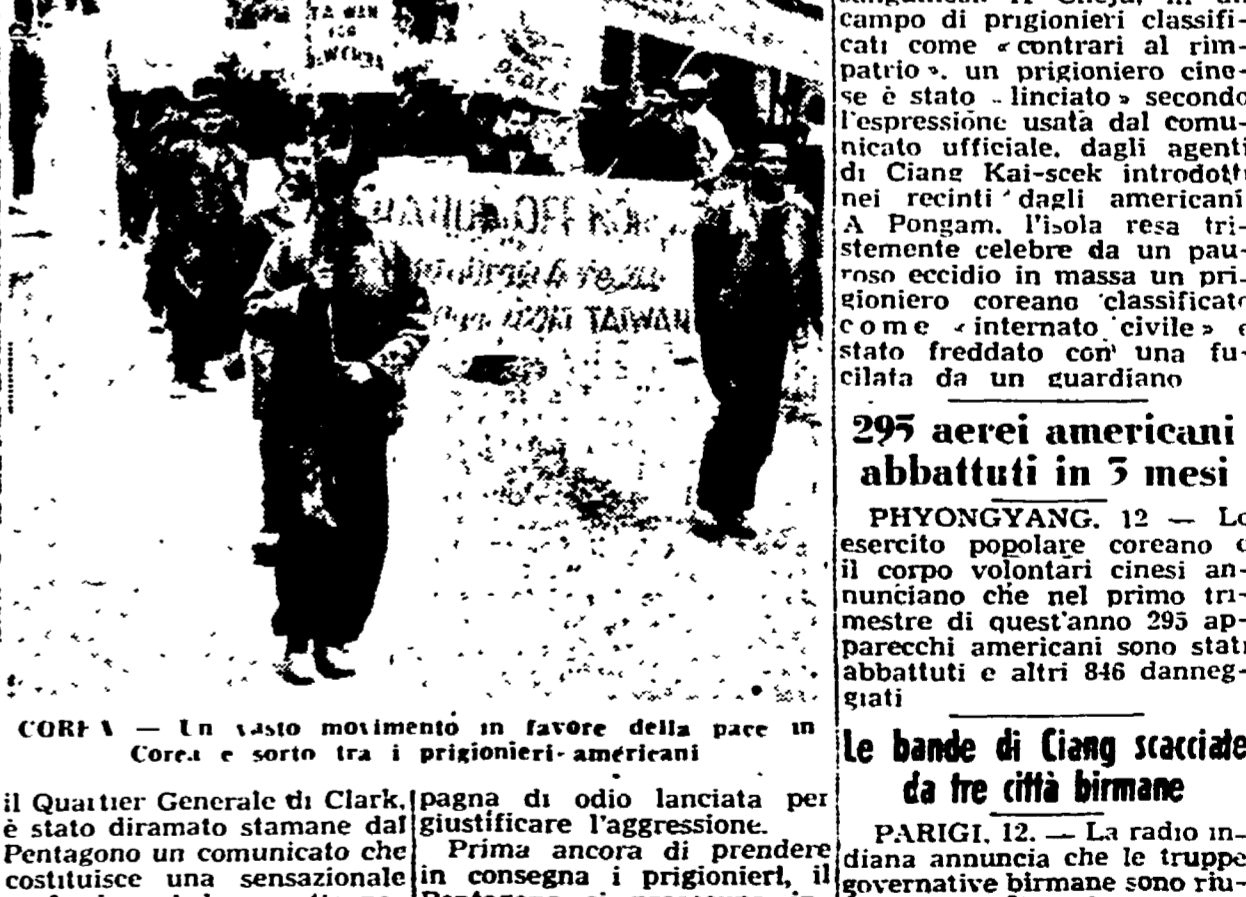 TAIWAN
FOR
OFF
TAIWAN
COREA — Un vasto movimento in favore della pace in
Corea e sorto tra i prigionieri americani
il Quartier Generale di Clark,
è stato diramato stamane dal
Pentagono un comunicato che
costituisce una sensazionale
pagna di odio lanciata per
giustificare l'aggressione.
Prima ancora di prendere
in consegna i prigionieri, il
campo di prigionieri classifi-
cati come « contrari al rim-
patrio », un prigioniero cine-
se è stato « linciato » secondo
l'espressione usata dal comu-
nicato ufficiale, dagli agenti
di Ciang Kai-scek introdotti
nei recinti dagli americani
A Pongam, l'isola resa tri-
stemente celebre da un pau-
roso eccidio in massa un pri-
gioniero coreano classificato
come « internato civile » è
stato freddato con una fu-
cilata da un guardiano
295 aerei americani
abbattuti in 3 mesi
PHYONGYANG, 12 — Lo
esercito popolare coreano e
il corpo volontari cinesi an-
nunciano che nel primo tri-
mestre di quest'anno 295 ap-
parecchi americani sono stati
abbattuti e altri 846 danneg-
giati
Le bande di Ciang scacciate
da tre città birmane
PARIGI, 12. — La radio in-
diana annuncia che le truppe
governative birmane sono riu-